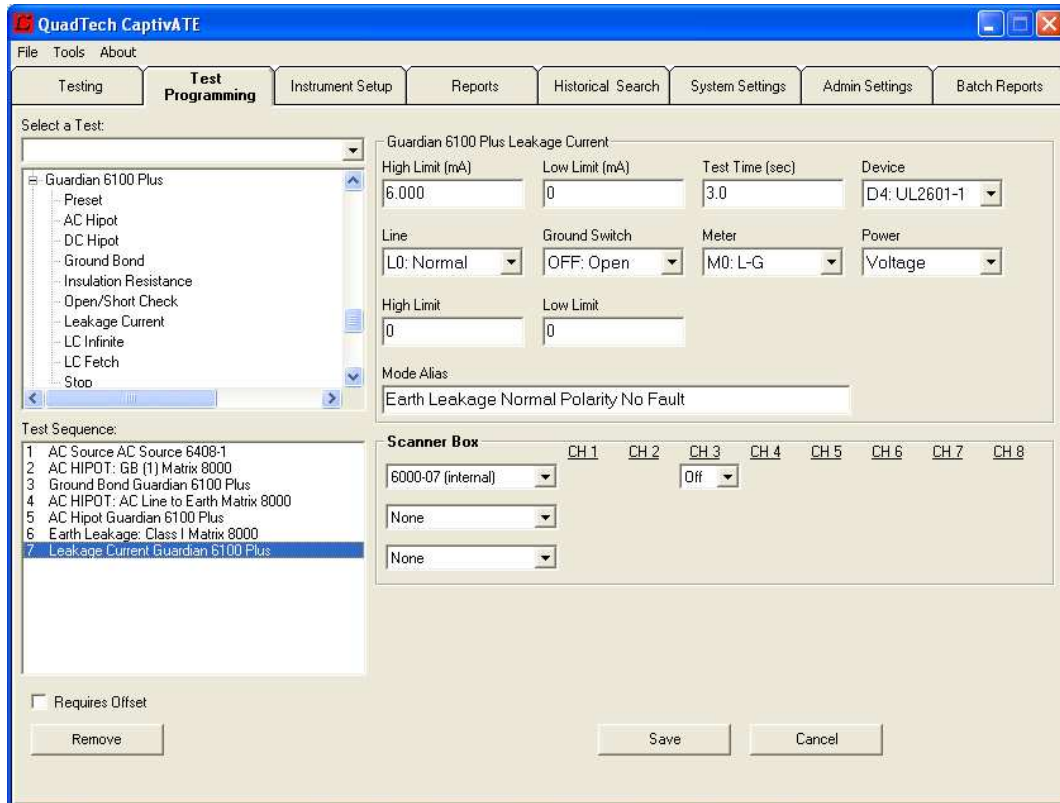 QuadTech CaptivATE
File Tools About
Testing
Test Programming
Instrument Setup
Reports
Historical Search
System Settings
Admin Settings
Batch Reports
Select a Test:
Guardian 6100 Plus
Preset
AC Hipot
DC Hipot
Ground Bond
Insulation Resistance
Open/Short Check
Leakage Current
LC Infinite
LC Fetch
Stop
Test Sequence:
1 AC Source AC Source 6408-1
2 AC HIPOT: GB (1) Matrix 8000
3 Ground Bond Guardian 6100 Plus
4 AC HIPOT: AC Line to Earth Matrix 8000
5 AC Hipot Guardian 6100 Plus
6 Earth Leakage: Class I Matrix 8000
7 Leakage Current Guardian 6100 Plus
Requires Offset
Remove
Guardian 6100 Plus Leakage Current
High Limit (mA) Low Limit (mA) Test Time (sec) Device
6.000 0 3.0 D4: UL2601-1
Line Ground Switch Meter Power
L0: Normal OFF: Open M0: L-G Voltage
High Limit Low Limit
0 0
Mode Alias
Earth Leakage Normal Polarity No Fault
Scanner Box CH 1 CH 2 CH 3 CH 4 CH 5 CH 6 CH 7 CH 8
6000-07 (internal) Off
None
None
Save Cancel